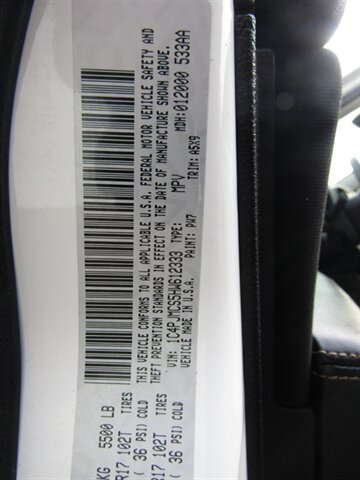 KG 5500 LB
R17 102T TIRES
( 36 PSI) COLD
R17 102T TIRES
( 36 PSI) COLD
THIS VEHICLE CONFORMS TO ALL APPLICABLE U.S.A. FEDERAL MOTOR VEHICLE SAFETY AND
THEFT PREVENTION STANDARDS IN EFFECT ON THE DATE OF MANUFACTURE SHOWN ABOVE.
VIN: 1C4PJMCS5HW612333 TYPE: MPV MDH: 012000 533AA
VEHICLE MADE IN U.S.A. PAINT: PW7 TRIM: A5X9